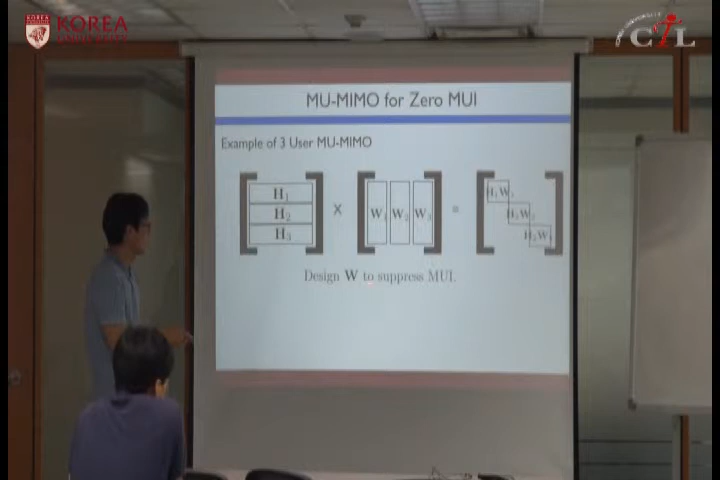 KOREA
KOREA
CIL
MU-MIMO for Zero MUI
Example of 3 User MU-MIMO
H₁
H₂
H₃
×
W₁ W₂ W₃
=
H₁W₁
H₂W₂
H₃W₃
Design W to suppress MUI.